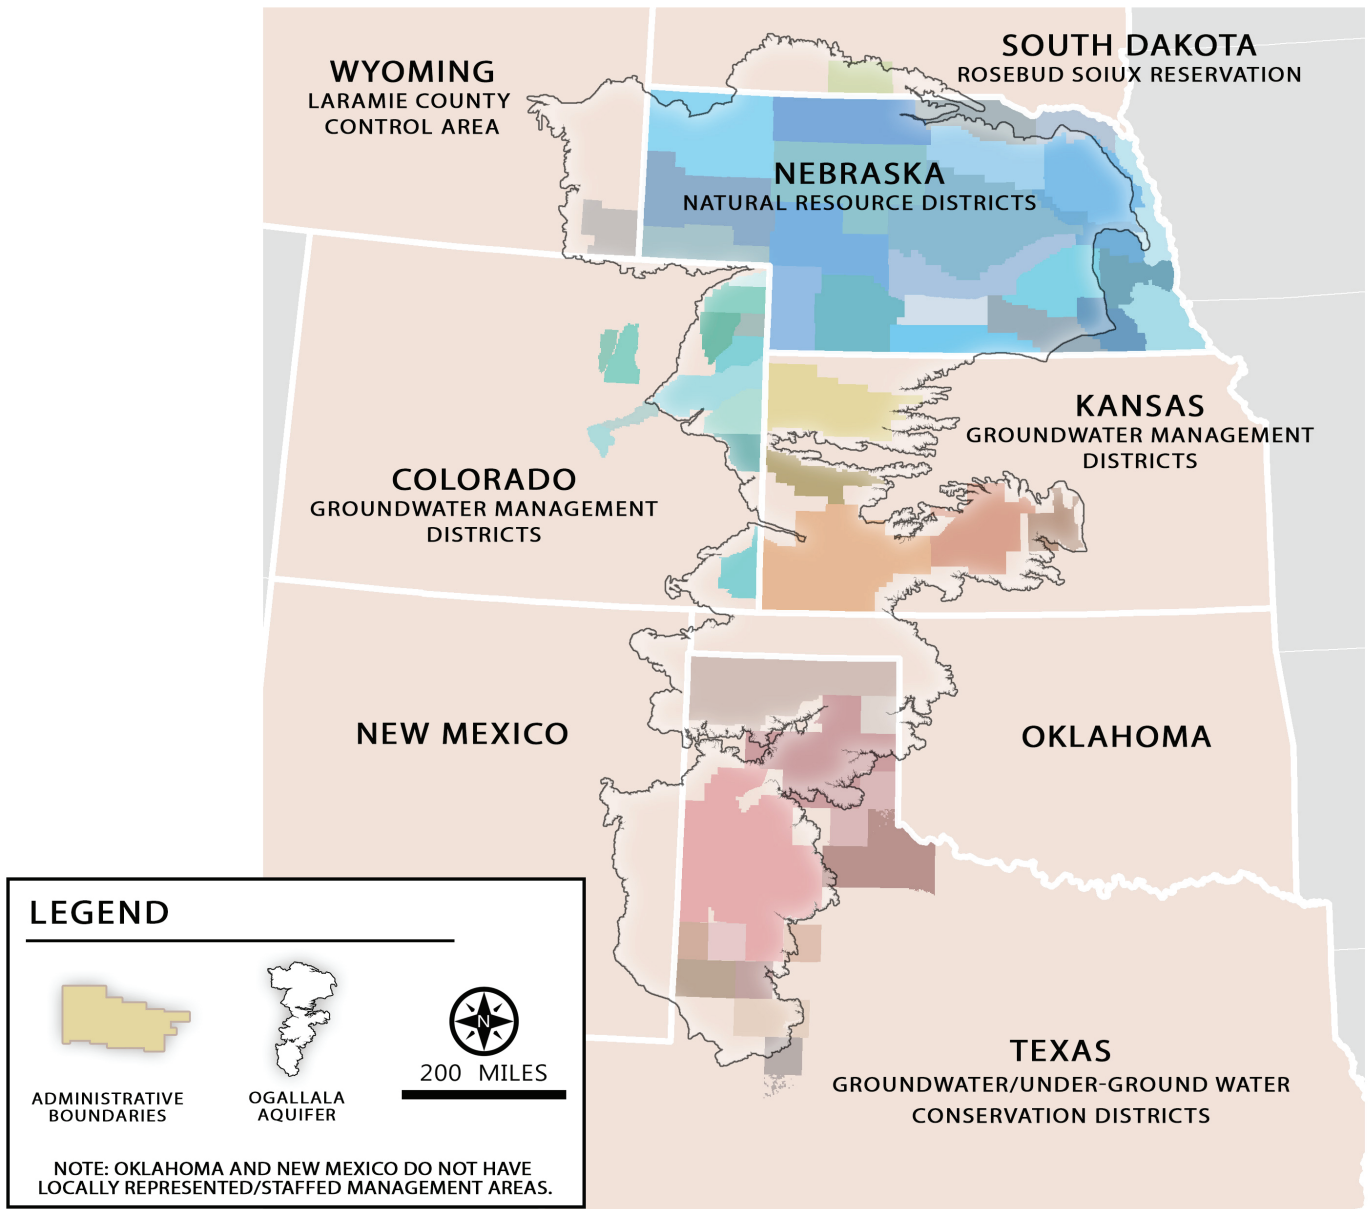 WYOMING
LARAMIE COUNTY
CONTROL AREA
SOUTH DAKOTA
ROSEBUD SOIUX RESERVATION
NEBRASKA
NATURAL RESOURCE DISTRICTS
KANSAS
GROUNDWATER MANAGEMENT
DISTRICTS
COLORADO
GROUNDWATER MANAGEMENT
DISTRICTS
NEW MEXICO
OKLAHOMA
TEXAS
GROUNDWATER/UNDER-GROUND WATER
CONSERVATION DISTRICTS
LEGEND
N
200 MILES
ADMINISTRATIVE
BOUNDARIES
OGALLALA
AQUIFER
NOTE: OKLAHOMA AND NEW MEXICO DO NOT HAVE
LOCALLY REPRESENTED/STAFFED MANAGEMENT AREAS.